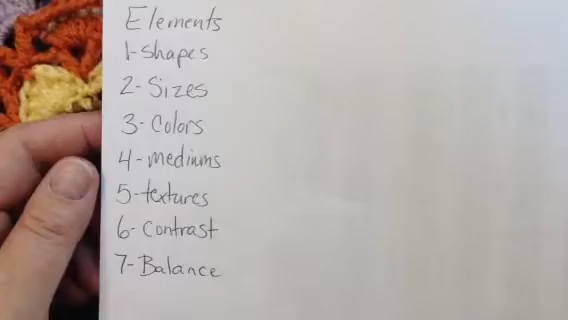 Elements
1-shapes
2-Sizes
3-Colors
4-mediums
5-textures
6-Contrast
7-Balance